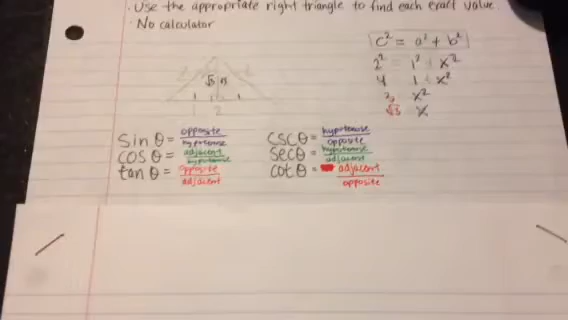 · Use the appropriate right triangle to find each exact value.
· No calculator
c² = a² + b²
2² = 1² + x²
4 1 + x²
x²
√3 x
√3
1 1
2
sin θ = opposite/hypotenuse
cos θ = adjacent/hypotenuse
tan θ = opposite/adjacent
csc θ = hypotenuse/opposite
sec θ = hypotenuse/adjacent
cot θ = adjacent/opposite